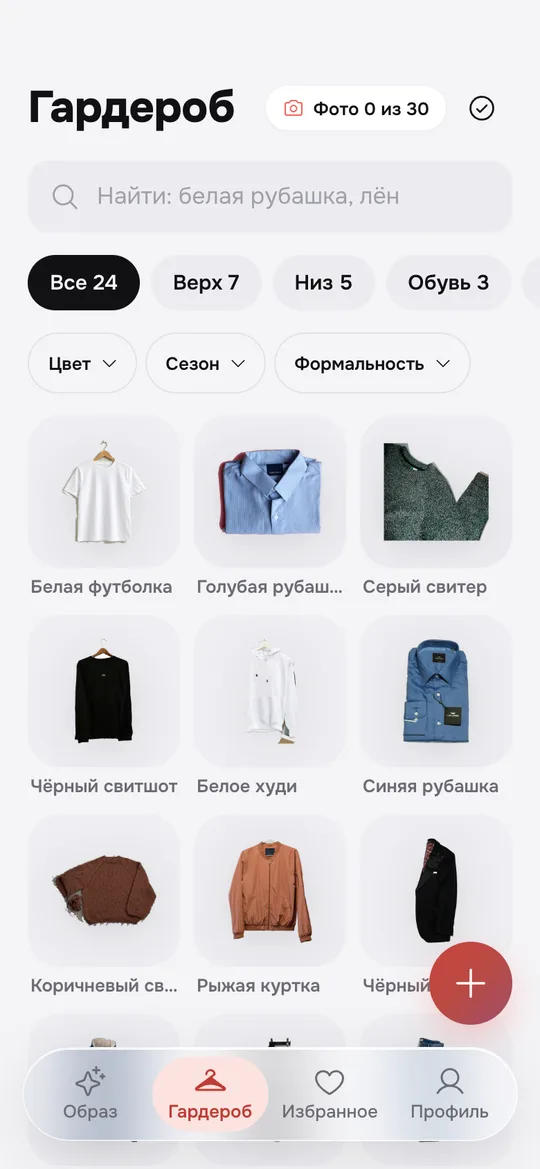 Гардероб
Фото 0 из 30
Найти: белая рубашка, лён
Все 24
Верх 7
Низ 5
Обувь 3
Цвет
Сезон
Формальность
Белая футболка
Голубая рубаш...
Серый свитер
Чёрный свитшот
Белое худи
Синяя рубашка
Коричневый св...
Рыжая куртка
Чёрный
Образ
Гардероб
Избранное
Профиль